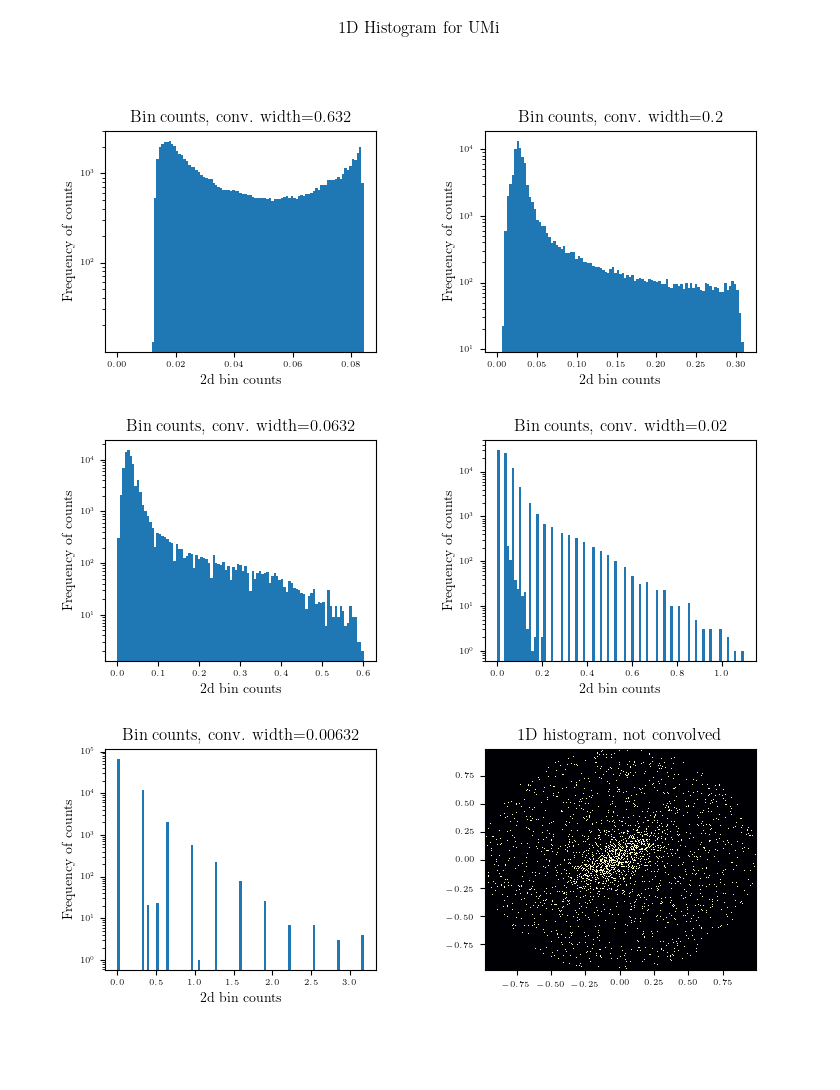 1D Histogram for UMi
Bin counts, conv. width=0.632
Frequency of counts
10³
10²
0.00 0.02 0.04 0.06 0.08
2d bin counts
Bin counts, conv. width=0.2
Frequency of counts
10⁴
10³
10²
10¹
0.00 0.05 0.10 0.15 0.20 0.25 0.30
2d bin counts
Bin counts, conv. width=0.0632
Frequency of counts
10⁴
10³
10²
10¹
0.0 0.1 0.2 0.3 0.4 0.5 0.6
2d bin counts
Bin counts, conv. width=0.02
Frequency of counts
10⁴
10³
10²
10¹
10⁰
0.0 0.2 0.4 0.6 0.8 1.0
2d bin counts
Bin counts, conv. width=0.00632
Frequency of counts
10⁵
10⁴
10³
10²
10¹
10⁰
0.0 0.5 1.0 1.5 2.0 2.5 3.0
2d bin counts
1D histogram, not convolved
0.75
0.50
0.25
0.00
−0.25
−0.50
−0.75
−0.75 −0.50 −0.25 0.00 0.25 0.50 0.75